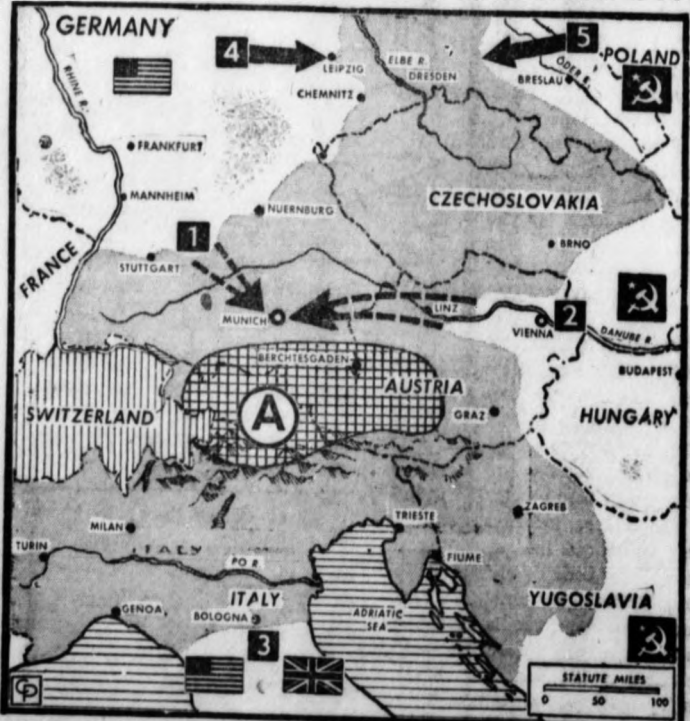 GERMANY
4
5
POLAND
ELBE R.
LEIPZIG
DRESDEN
BRESLAU
ODER R.
RHINE R.
CHEMNITZ
FRANKFURT
MANNHEIM
CZECHOSLOVAKIA
NUERNBURG
1
BRNO
FRANCE
STUTTGART
MUNICH
LINZ
2
VIENNA
DANUBE R.
BERCHTESGADEN
BUDAPEST
AUSTRIA
SWITZERLAND
A
GRAZ
HUNGARY
ZAGREB
MILAN
TRIESTE
TURIN
ITALY
PO R.
FIUME
ITALY
YUGOSLAVIA
GENOA
BOLOGNA
ADRIATIC
SEA
3
CP
STATUTE MILES
0 50 100